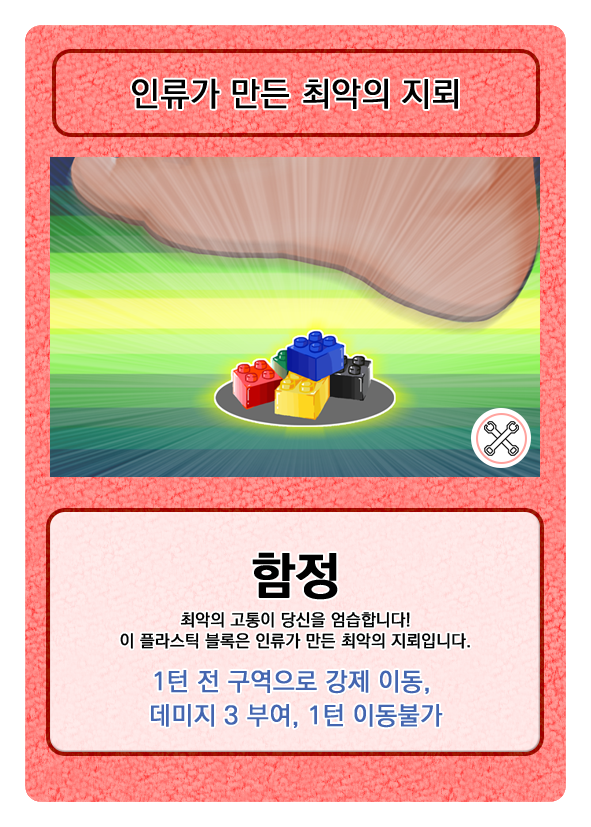 인류가 만든 최악의 지뢰
함정
최악의 고통이 당신을 엄습합니다!
이 플라스틱 블록은 인류가 만든 최악의 지뢰입니다.
1턴 전 구역으로 강제 이동,
데미지 3 부여, 1턴 이동불가